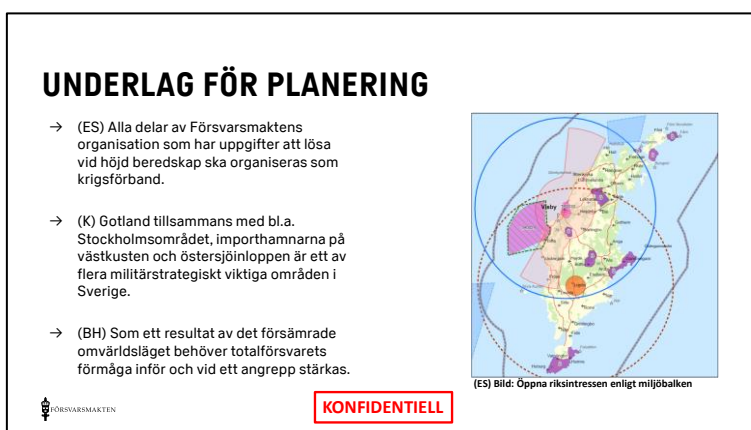 UNDERLAG FÖR PLANERING
→ (ES) Alla delar av Försvarsmaktens
organisation som har uppgifter att lösa
vid höjd beredskap ska organiseras som
krigsförband.
→ (K) Gotland tillsammans med bl.a.
Stockholmsområdet, importhamnarna på
västkusten och östersjöinloppen är ett av
flera militärstrategiskt viktiga områden i
Sverige.
→ (BH) Som ett resultat av det försämrade
omvärldsläget behöver totalförsvarets
förmåga inför och vid ett angrepp stärkas.
Visby
(ES) Bild: Öppna riksintressen enligt miljöbalken
FÖRSVARSMAKTEN
KONFIDENTIELL